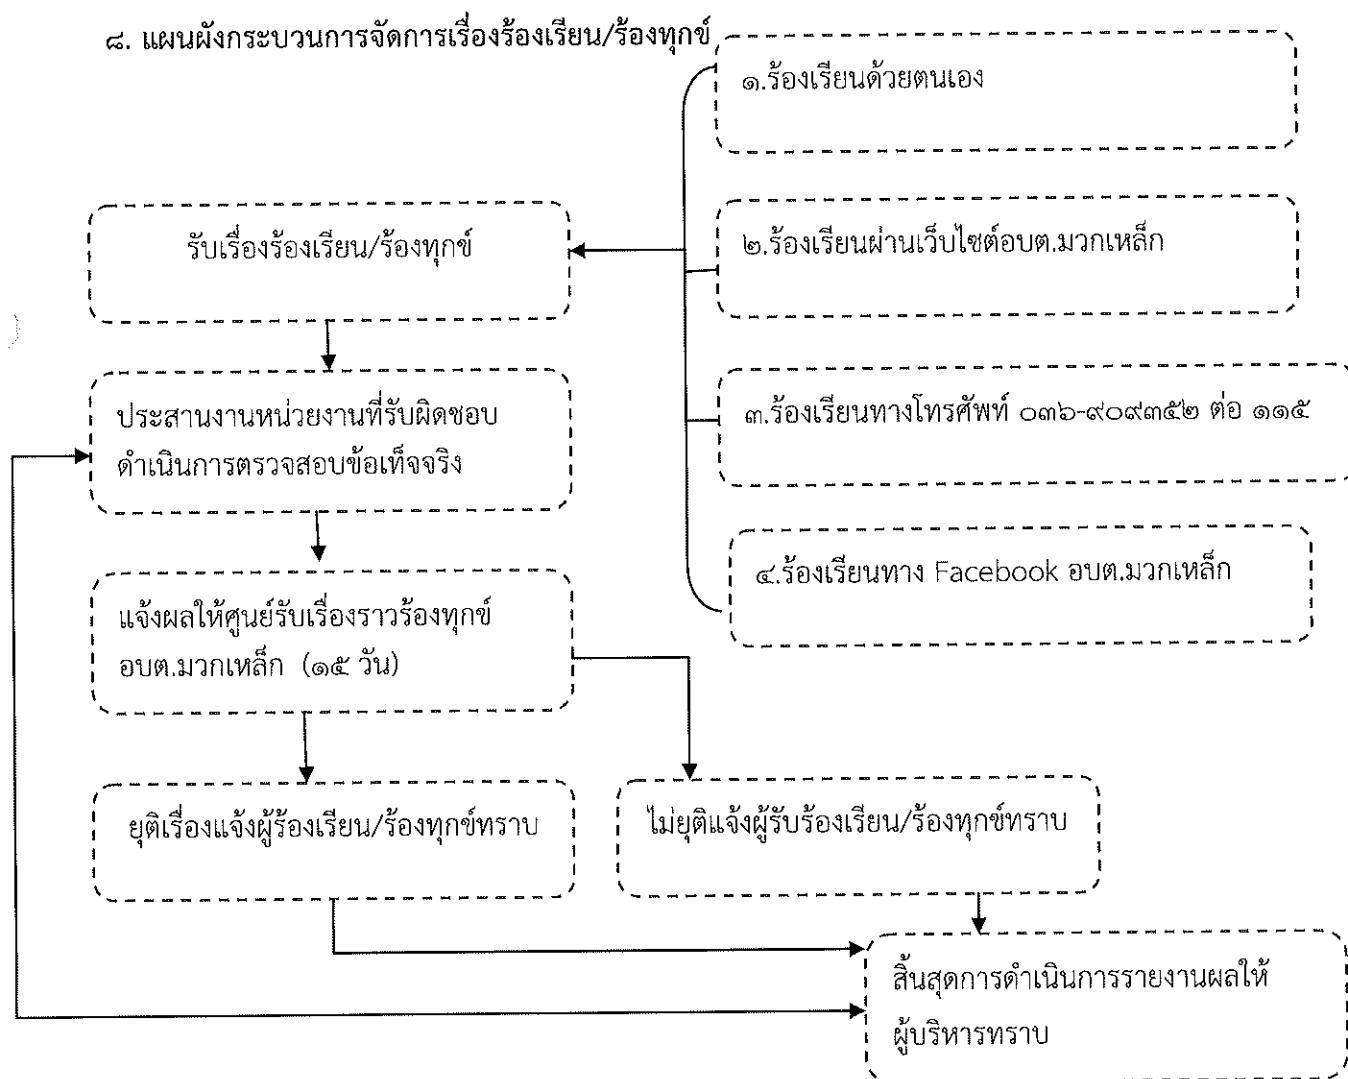 ๘. แผนผังกระบวนการจัดการเรื่องร้องเรียน/ร้องทุกข์
๑.ร้องเรียนด้วยตนเอง
รับเรื่องร้องเรียน/ร้องทุกข์
๒.ร้องเรียนผ่านเว็บไซต์อบต.มวกเหล็ก
ประสานงานหน่วยงานที่รับผิดชอบ
ดำเนินการตรวจสอบข้อเท็จจริง
๓.ร้องเรียนทางโทรศัพท์ ๐๓๖-๙๐๙๓๕๒ ต่อ ๑๑๕
๔.ร้องเรียนทาง Facebook อบต.มวกเหล็ก
แจ้งผลให้ศูนย์รับเรื่องราวร้องทุกข์
อบต.มวกเหล็ก (๑๕ วัน)
ยุติเรื่องแจ้งผู้ร้องเรียน/ร้องทุกข์ทราบ
ไม่ยุติแจ้งผู้รับร้องเรียน/ร้องทุกข์ทราบ
สิ้นสุดการดำเนินการรายงานผลให้
ผู้บริหารทราบ